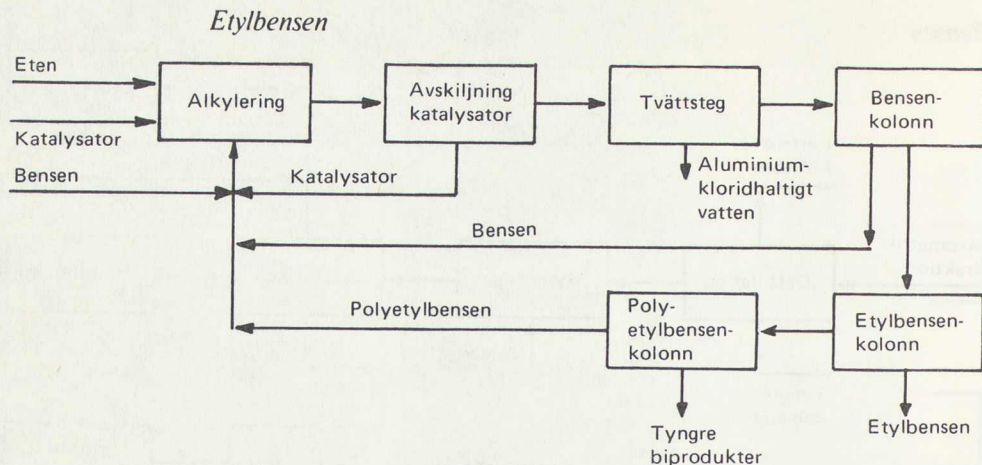 Etylbensen
Eten
Katalysator
Bensen
Alkylering
Avskiljning
katalysator
Tvättsteg
Bensen-
kolonn
Katalysator
Aluminium-
kloridhaltigt
vatten
Bensen
Polyetylbensen
Poly-
etylbensen-
kolonn
Etylbensen-
kolonn
Tyngre
biprodukter
Etylbensen